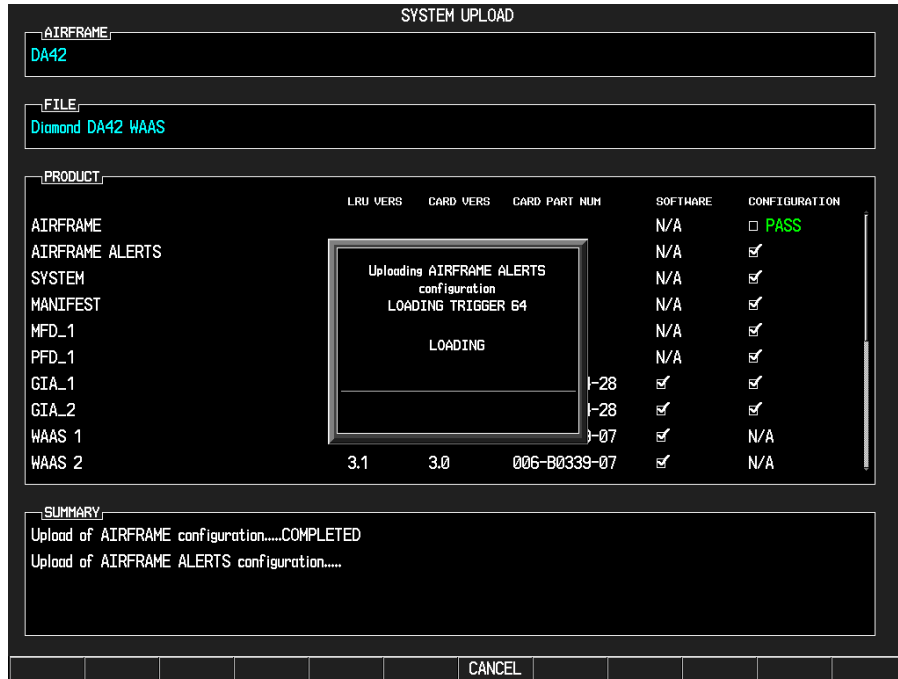 SYSTEM UPLOAD
AIRFRAME
DA42
FILE
Diamond DA42 WAAS
PRODUCT
LRU VERS CARD VERS CARD PART NUM SOFTWARE CONFIGURATION
AIRFRAME N/A PASS
AIRFRAME ALERTS N/A
SYSTEM N/A
MANIFEST N/A
MFD_1 N/A
PFD_1 N/A
GIA_1 -28
GIA_2 -28
WAAS 1 -07 N/A
WAAS 2 3.1 3.0 006-B0339-07 N/A
Uploading AIRFRAME ALERTS
configuration
LOADING TRIGGER 64
LOADING
SUMMARY
Upload of AIRFRAME configuration.....COMPLETED
Upload of AIRFRAME ALERTS configuration.....
CANCEL